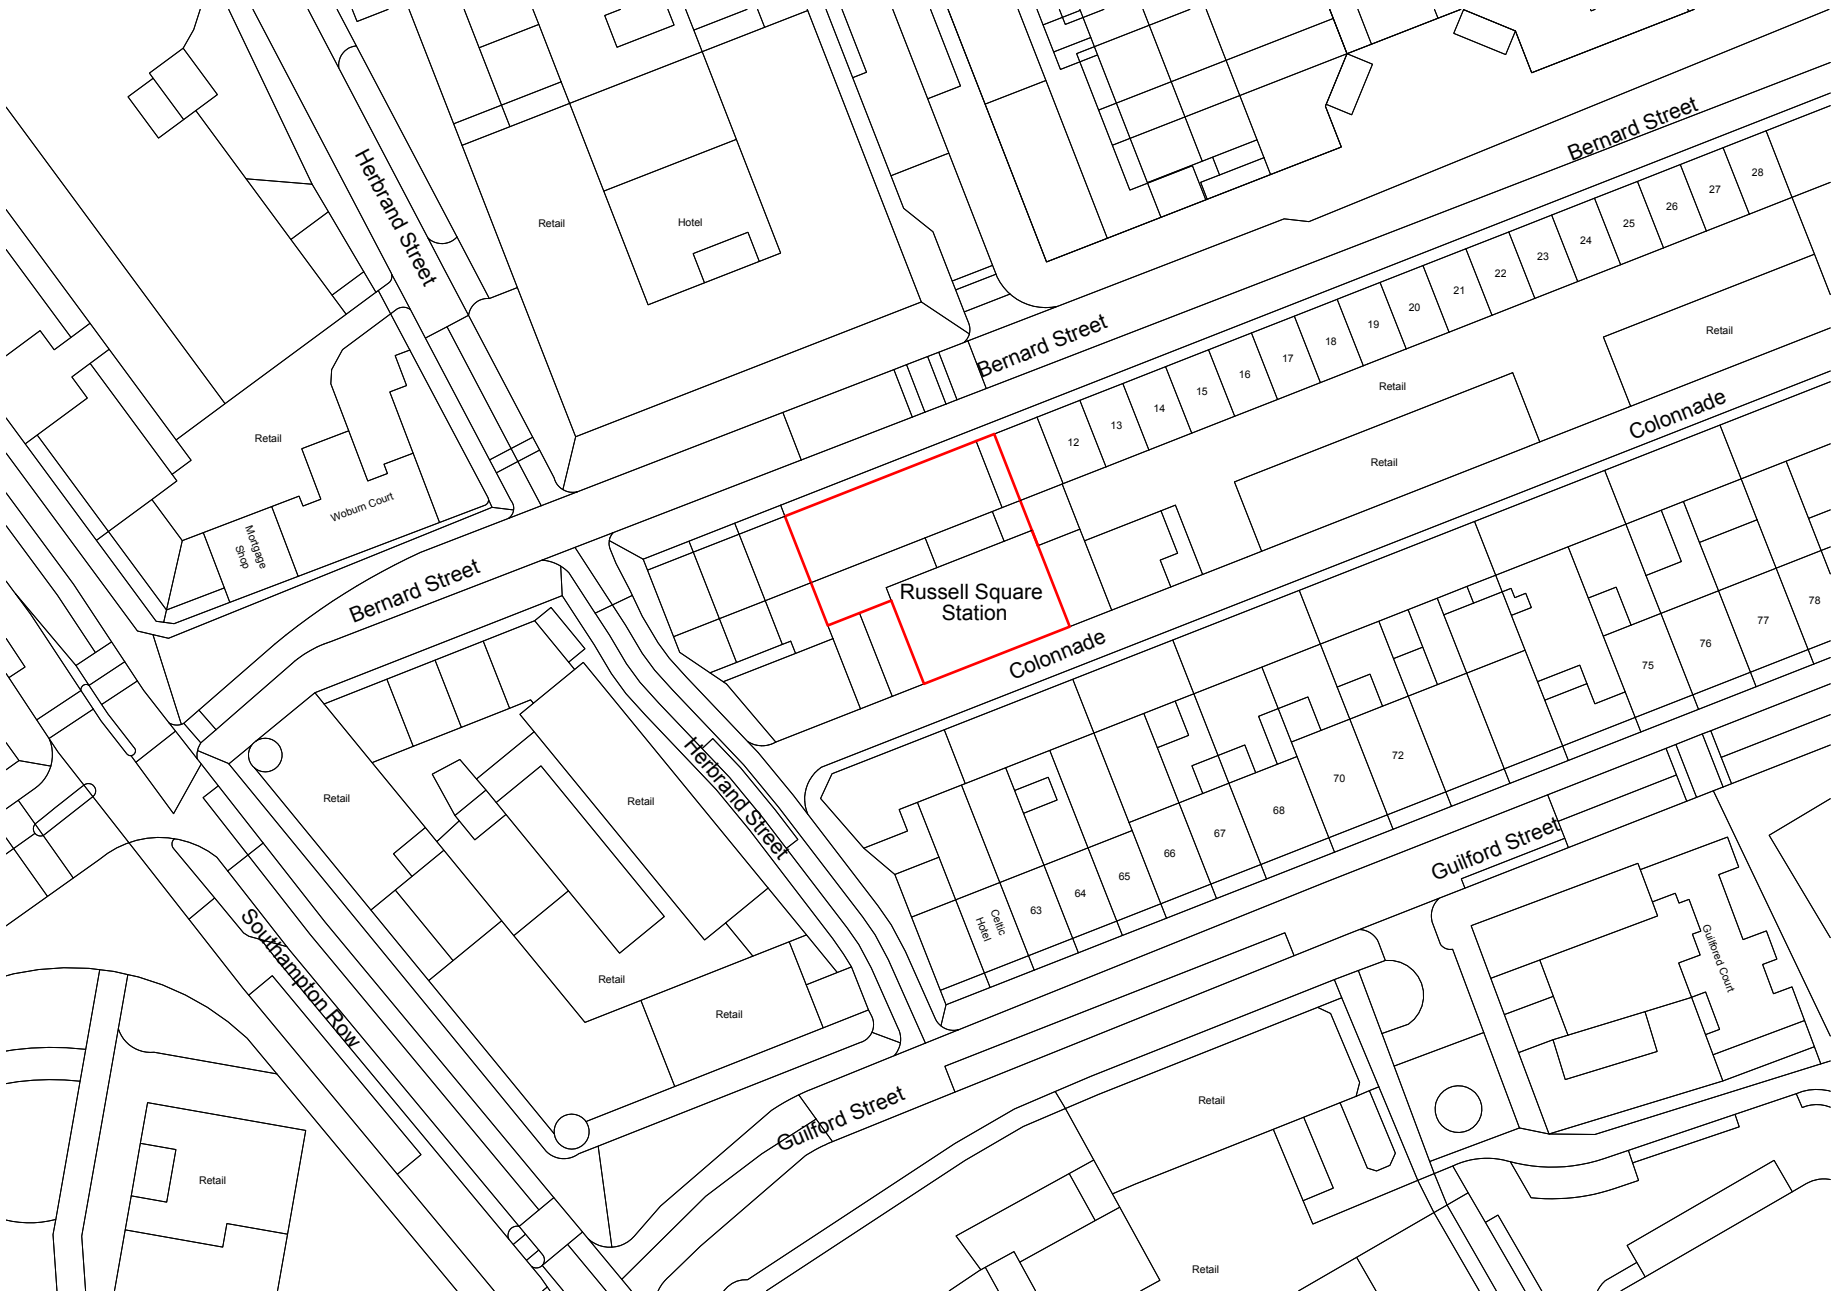 Bernard Street
Herbrand Street
Retail
Hotel
28
27
26
25
24
23
22
21
20
19
18
17
16
15
14
13
12
Bernard Street
Retail
Retail
Retail
Colonnade
Retail
Woburn Court
Mortgage
Shop
Bernard Street
Russell Square
Station
Colonnade
78
77
76
75
72
70
68
67
66
65
64
63
Celtic
Hotel
Herbrand Street
Retail
Retail
Retail
Retail
Guilford Street
Guilfored Court
Southampton Row
Guilford Street
Retail
Retail
Retail